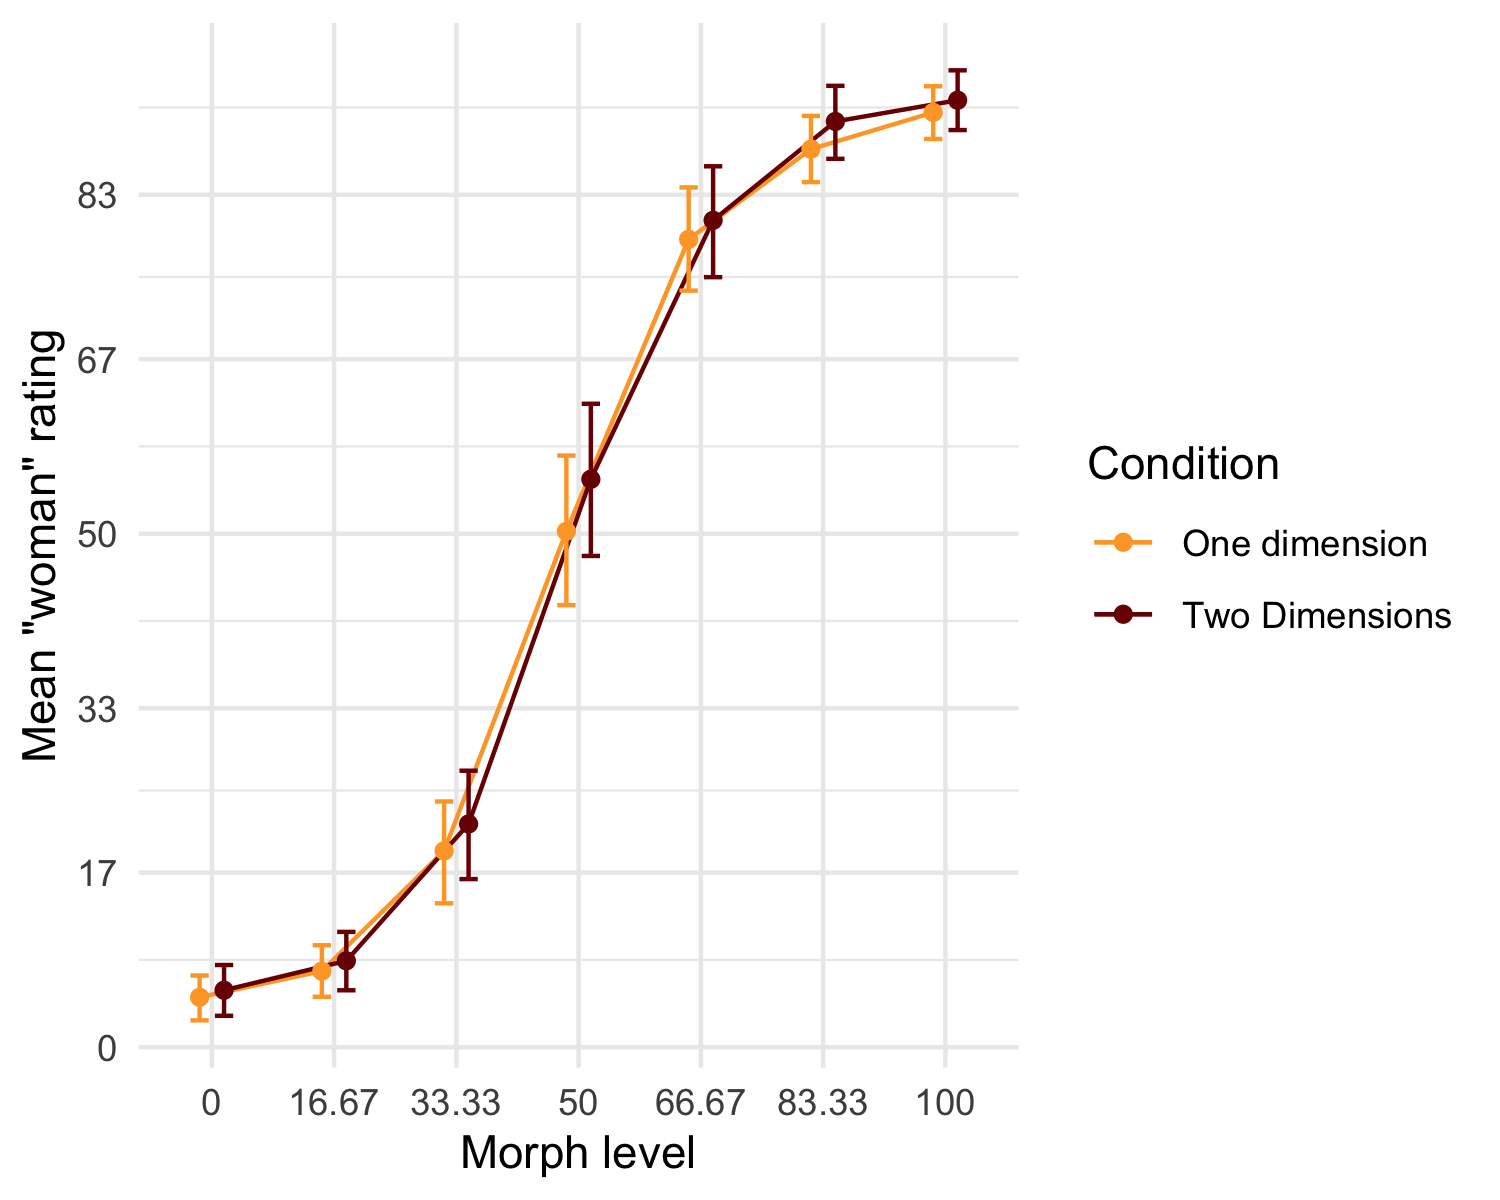 Mean "woman" rating
83
67
50
33
17
0
0 16.67 33.33 50 66.67 83.33 100
Morph level
Condition
One dimension
Two Dimensions